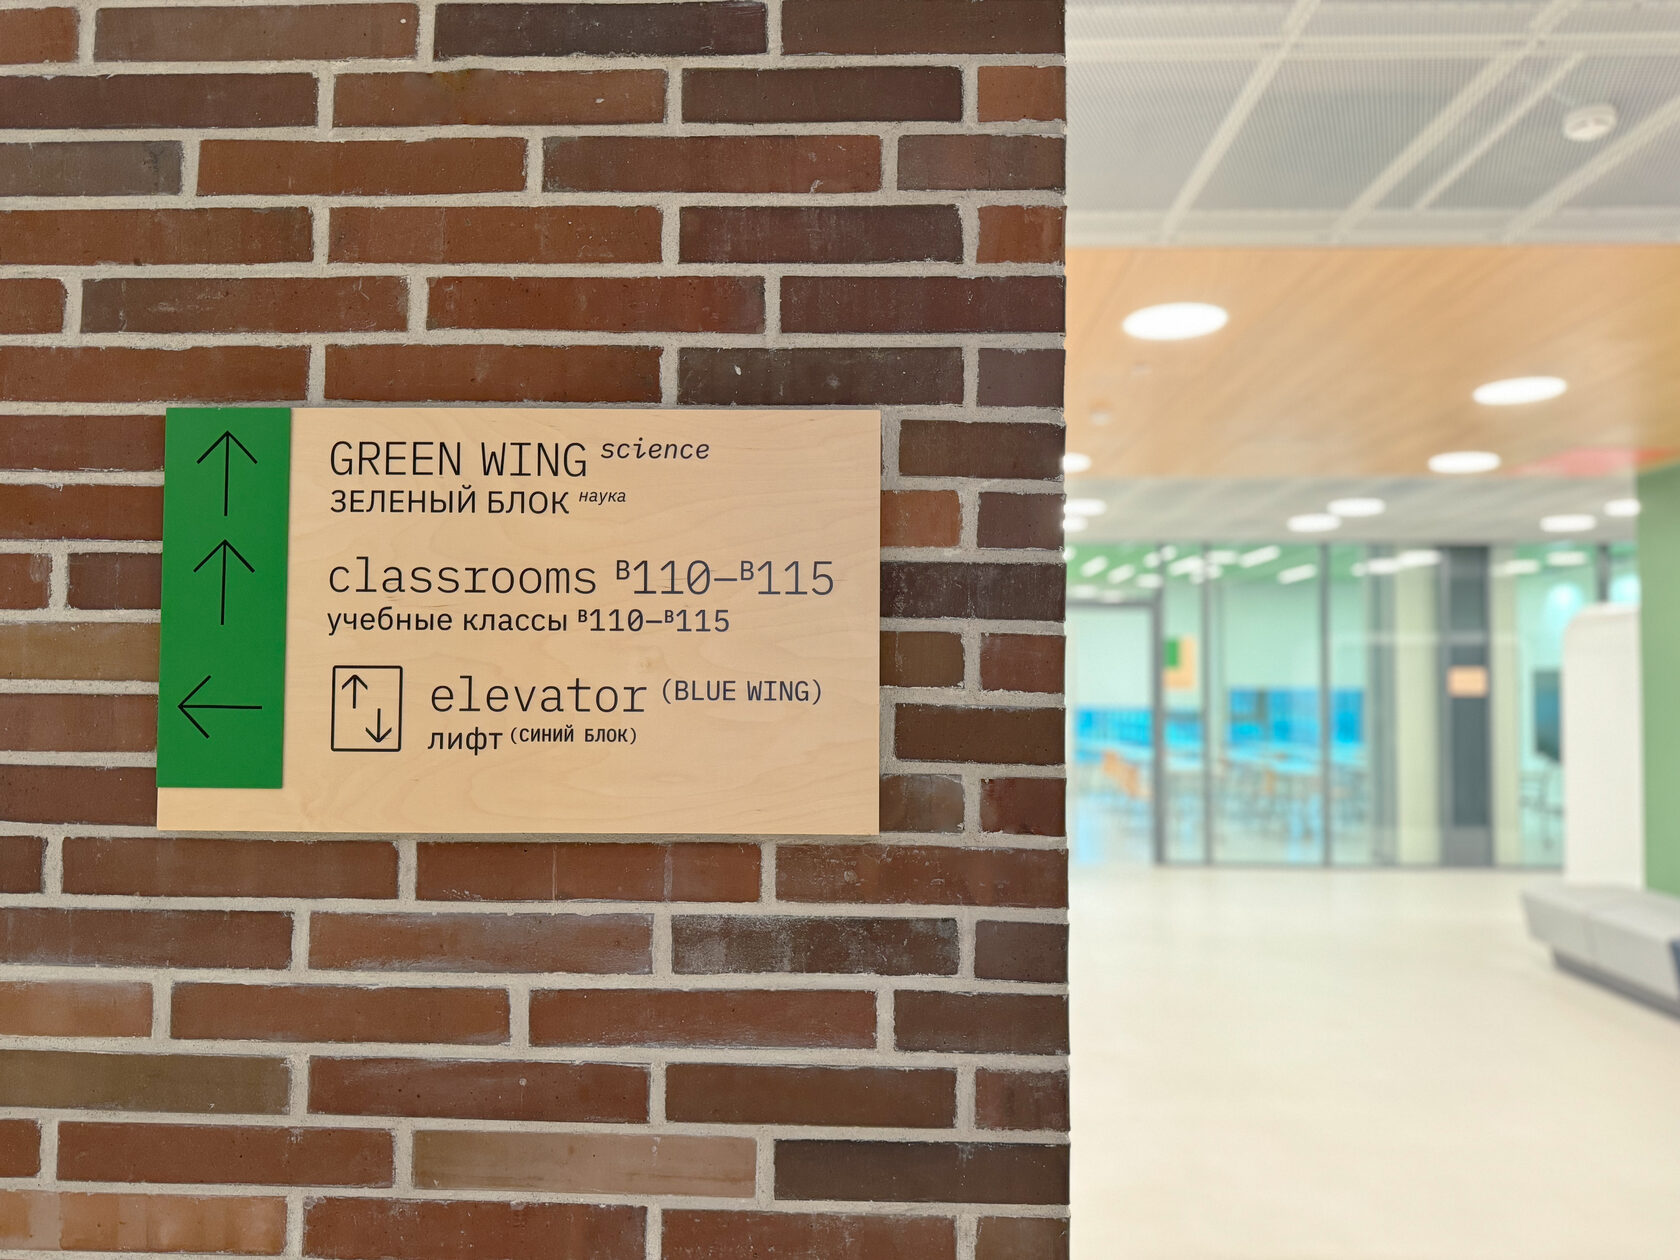 GREEN WING science
ЗЕЛЕНЫЙ БЛОК наука
classrooms B110–B115
учебные классы B110–B115
elevator (BLUE WING)
лифт (СИНИЙ БЛОК)